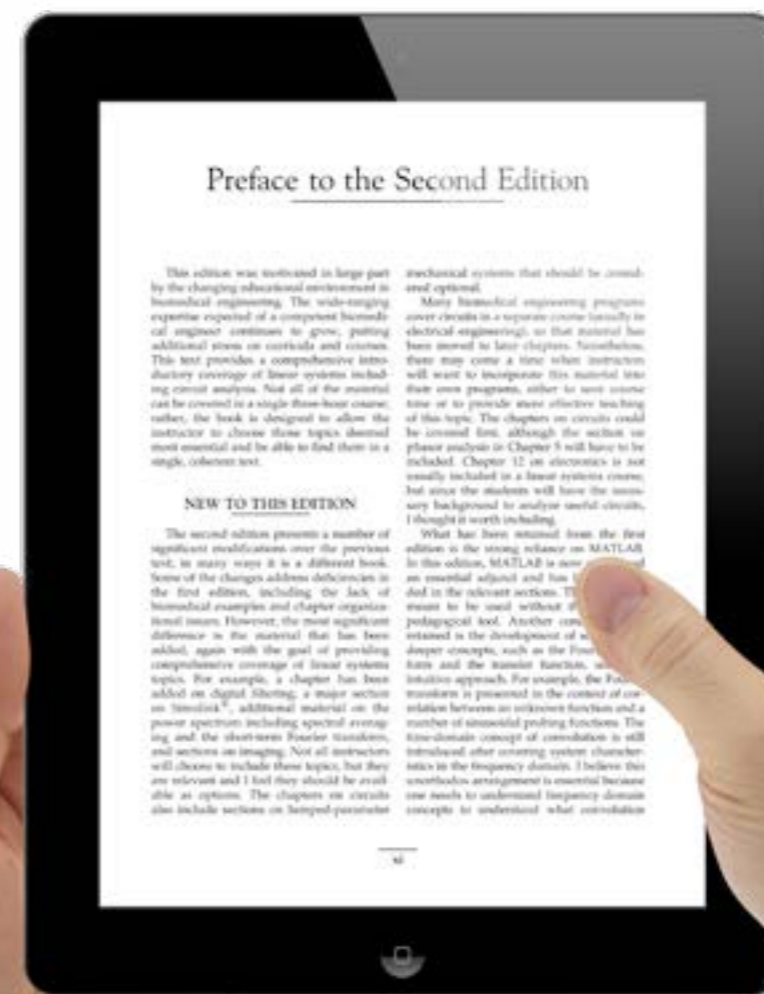 Preface to the Second Edition
This edition was motivated in large part
by the changing educational environment in
biomedical engineering. The wide-ranging
expertise expected of a competent biomedi-
cal engineer continues to grow, putting
additional stress on curricula and courses.
This text provides a comprehensive intro-
ductory coverage of linear systems includ-
ing circuit analysis. Not all of the material
can be covered in a single three-hour course;
rather, the book is designed to allow the
instructor to choose those topics deemed
most essential and be able to find them in a
single, coherent text.
NEW TO THIS EDITION
The second edition presents a number of
significant modifications over the previous
text; in many ways it is a different book.
Some of the changes address deficiencies in
the first edition, including the lack of
biomedical examples and chapter organiza-
tional issues. However, the most significant
difference is the material that has been
added, again with the goal of providing
comprehensive coverage of linear systems
topics. For example, a chapter has been
added on digital filtering, a major section
on Simulink®, additional material on the
power spectrum including spectral averag-
ing and the short-term Fourier transform,
and sections on imaging. Not all instructors
will choose to include these topics, but they
are relevant and I feel they should be avail-
able as options. The chapters on circuits
also include sections on lumped-parameter
mechanical systems that should be consid-
ered optional.
Many biomedical engineering programs
cover circuits in a separate course (usually in
electrical engineering), so that material has
been moved to later chapters. Nonetheless,
there may come a time when instructors
will want to incorporate this material into
their own programs, either to save course
time or to provide more effective teaching
of this topic. The chapters on circuits could
be covered first, although the section on
phasor analysis in Chapter 5 will have to be
included. Chapter 12 on electronics is not
usually included in a linear systems course,
but since the students will have the neces-
sary background to analyze useful circuits,
I thought it worth including.
What has been retained from the first
edition is the strong reliance on MATLAB.
In this edition, MATLAB is now
an essential adjunct and has
ded in the relevant sections.
meant to be used without
pedagogical tool. Another
retained is the development of
deeper concepts, such as the
form and the transfer function,
intuitive approach. For example, the
transform is presented in the context of cor-
relation between an unknown function and a
number of sinusoidal probing functions. The
time-domain concept of convolution is still
introduced after covering system character-
istics in the frequency domain. I believe this
unorthodox arrangement is essential because
one needs to understand frequency domain
concepts to understand what convolution
xi